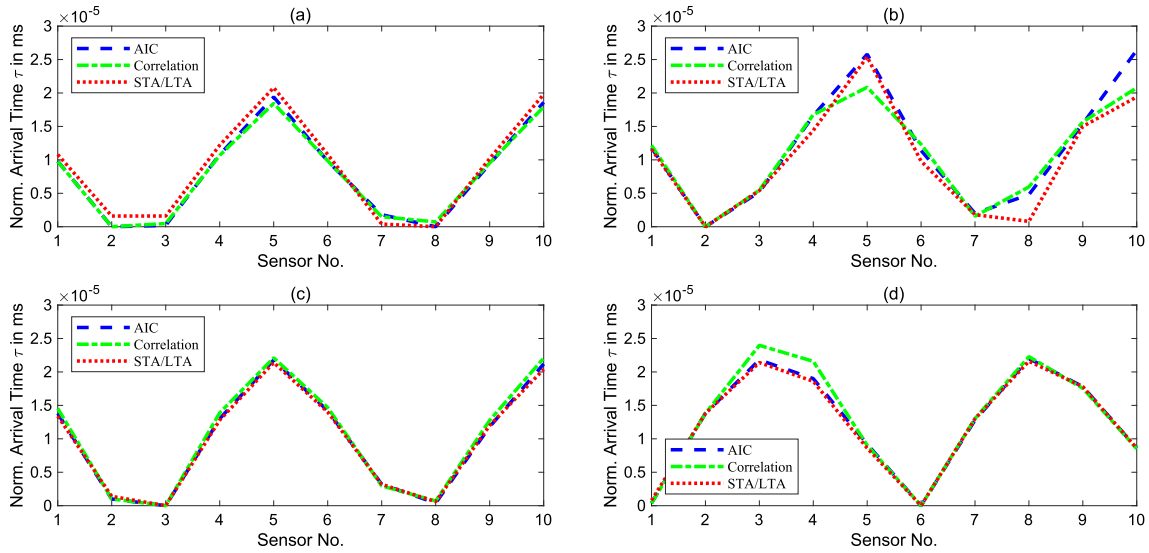 (a)
×10⁻⁵
3
2.5
2
1.5
1
0.5
0
Norm. Arrival Time τ in ms
AIC
Correlation
STA/LTA
1 2 3 4 5 6 7 8 9 10
Sensor No.
(b)
×10⁻⁵
3
2.5
2
1.5
1
0.5
0
Norm. Arrival Time τ in ms
AIC
Correlation
STA/LTA
1 2 3 4 5 6 7 8 9 10
Sensor No.
(c)
×10⁻⁵
3
2.5
2
1.5
1
0.5
0
Norm. Arrival Time τ in ms
AIC
Correlation
STA/LTA
1 2 3 4 5 6 7 8 9 10
Sensor No.
(d)
×10⁻⁵
3
2.5
2
1.5
1
0.5
0
Norm. Arrival Time τ in ms
AIC
Correlation
STA/LTA
1 2 3 4 5 6 7 8 9 10
Sensor No.